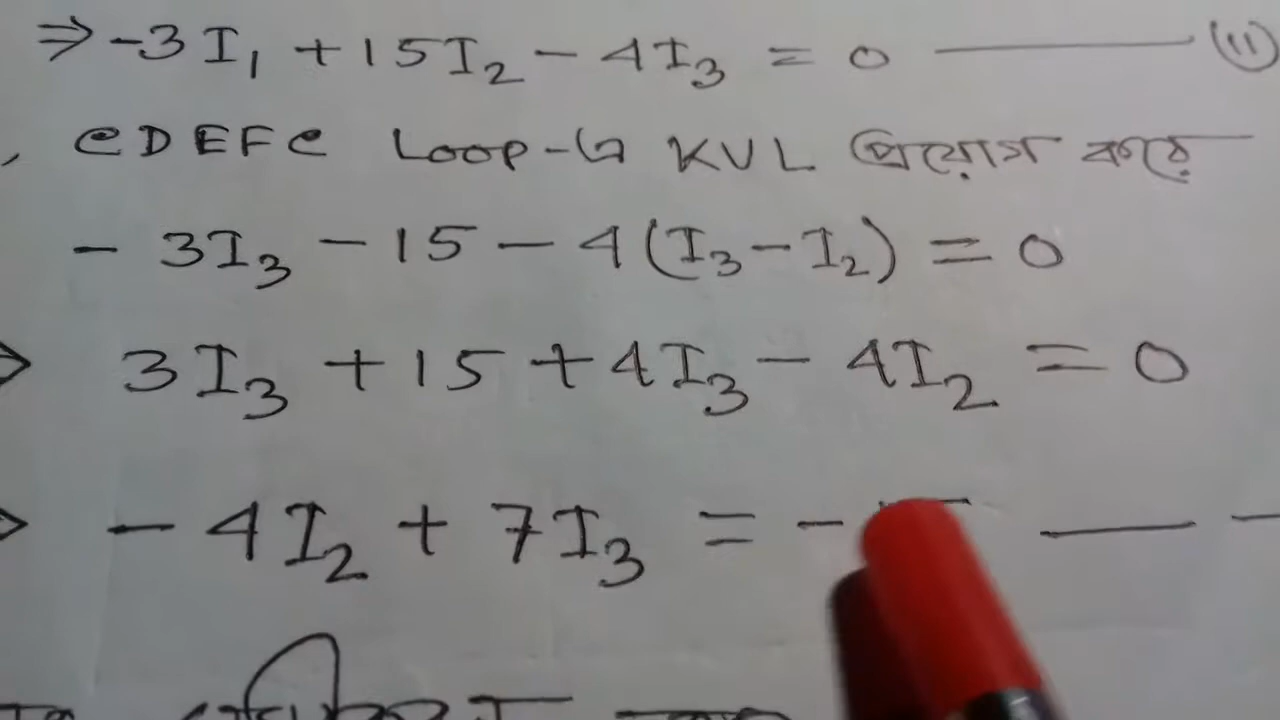 ⇒ -3I₁ + 15I₂ - 4I₃ = 0 —— (11)
, CDEFC Loop-এ KVL প্রয়োগ করে
- 3I₃ - 15 - 4(I₃ - I₂) = 0
⇒ 3I₃ + 15 + 4I₃ - 4I₂ = 0
⇒ - 4I₂ + 7I₃ = -